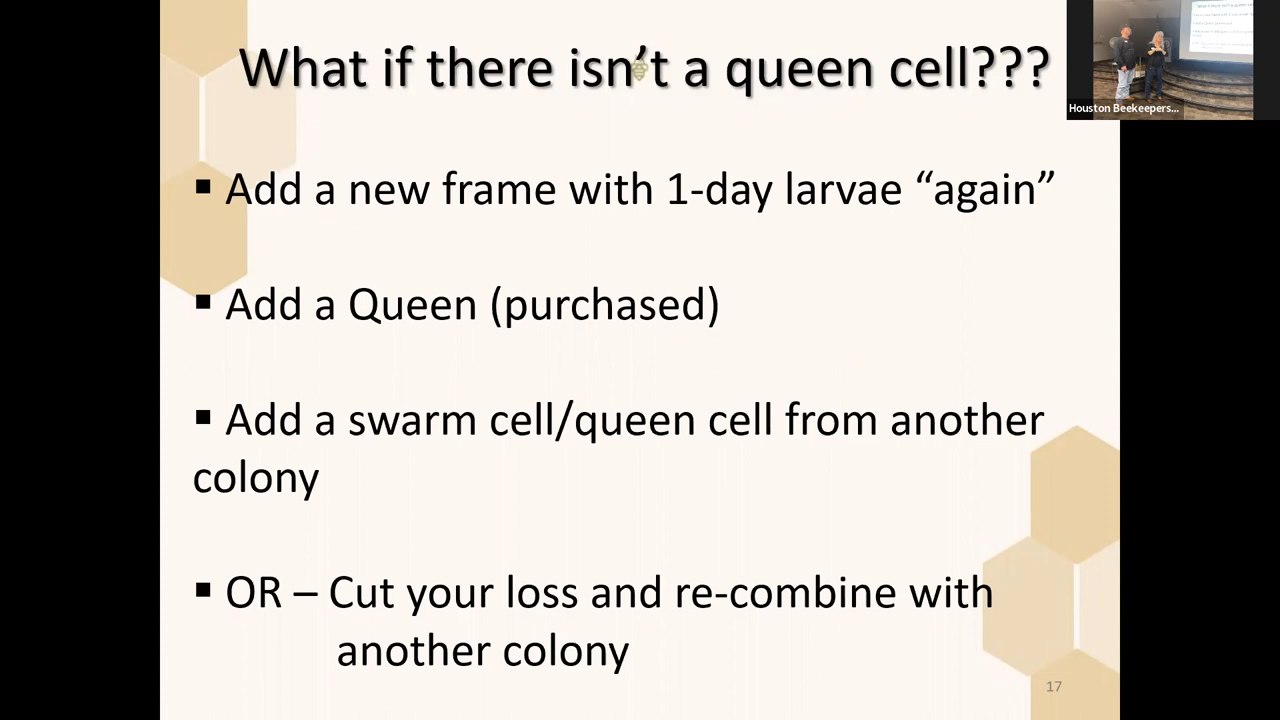 What if there isn’t a queen cell???
Houston Beekeepers...
▪ Add a new frame with 1-day larvae “again”
▪ Add a Queen (purchased)
▪ Add a swarm cell/queen cell from another
colony
▪ OR – Cut your loss and re-combine with
another colony
17